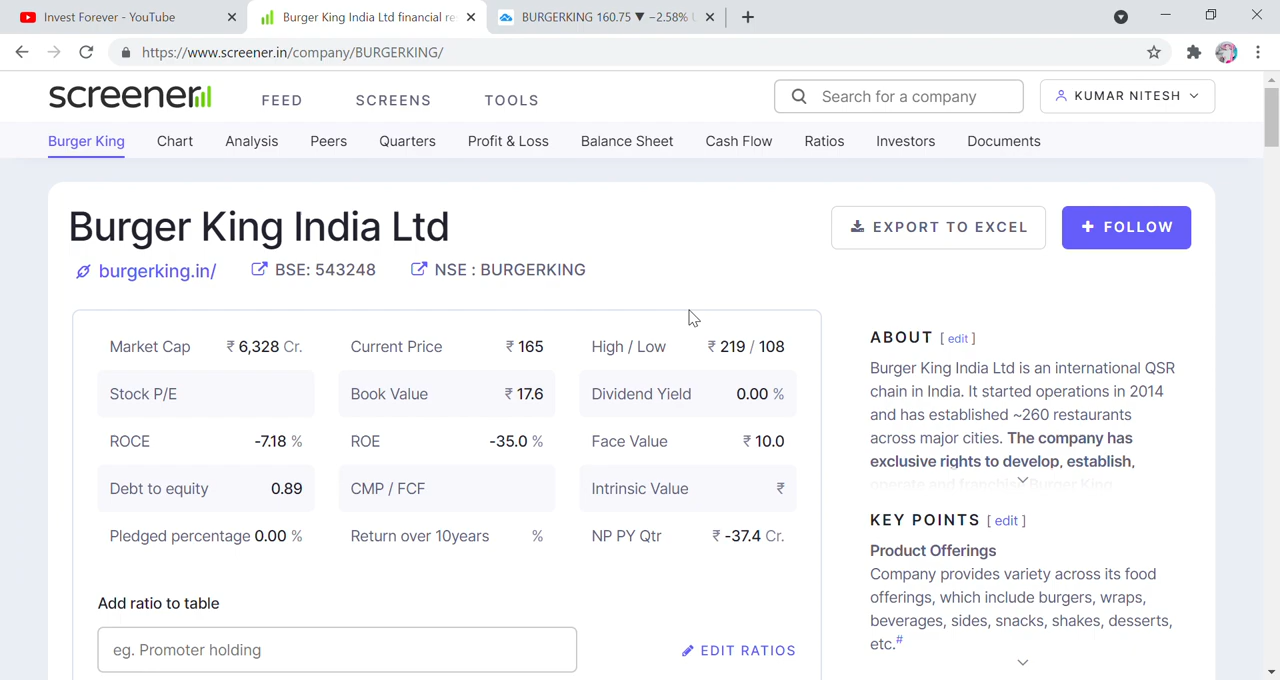 Invest Forever - YouTube
Burger King India Ltd financial re
BURGERKING 160.75 ▼ −2.58%
https://www.screener.in/company/BURGERKING/
screener
FEED
SCREENS
TOOLS
Search for a company
KUMAR NITESH
Burger King
Chart
Analysis
Peers
Quarters
Profit & Loss
Balance Sheet
Cash Flow
Ratios
Investors
Documents
Burger King India Ltd
EXPORT TO EXCEL
+ FOLLOW
burgerking.in/
BSE: 543248
NSE : BURGERKING
Market Cap ₹ 6,328 Cr.
Current Price ₹ 165
High / Low ₹ 219 / 108
Stock P/E
Book Value ₹ 17.6
Dividend Yield 0.00 %
ROCE -7.18 %
ROE -35.0 %
Face Value ₹ 10.0
Debt to equity 0.89
CMP / FCF
Intrinsic Value ₹
Pledged percentage 0.00 %
Return over 10years %
NP PY Qtr ₹ -37.4 Cr.
Add ratio to table
eg. Promoter holding
EDIT RATIOS
ABOUT [ edit ]
Burger King India Ltd is an international QSR
chain in India. It started operations in 2014
and has established ~260 restaurants
across major cities. The company has
exclusive rights to develop, establish,
operate and franchise Burger King
KEY POINTS [ edit ]
Product Offerings
Company provides variety across its food
offerings, which include burgers, wraps,
beverages, sides, snacks, shakes, desserts,
etc.#